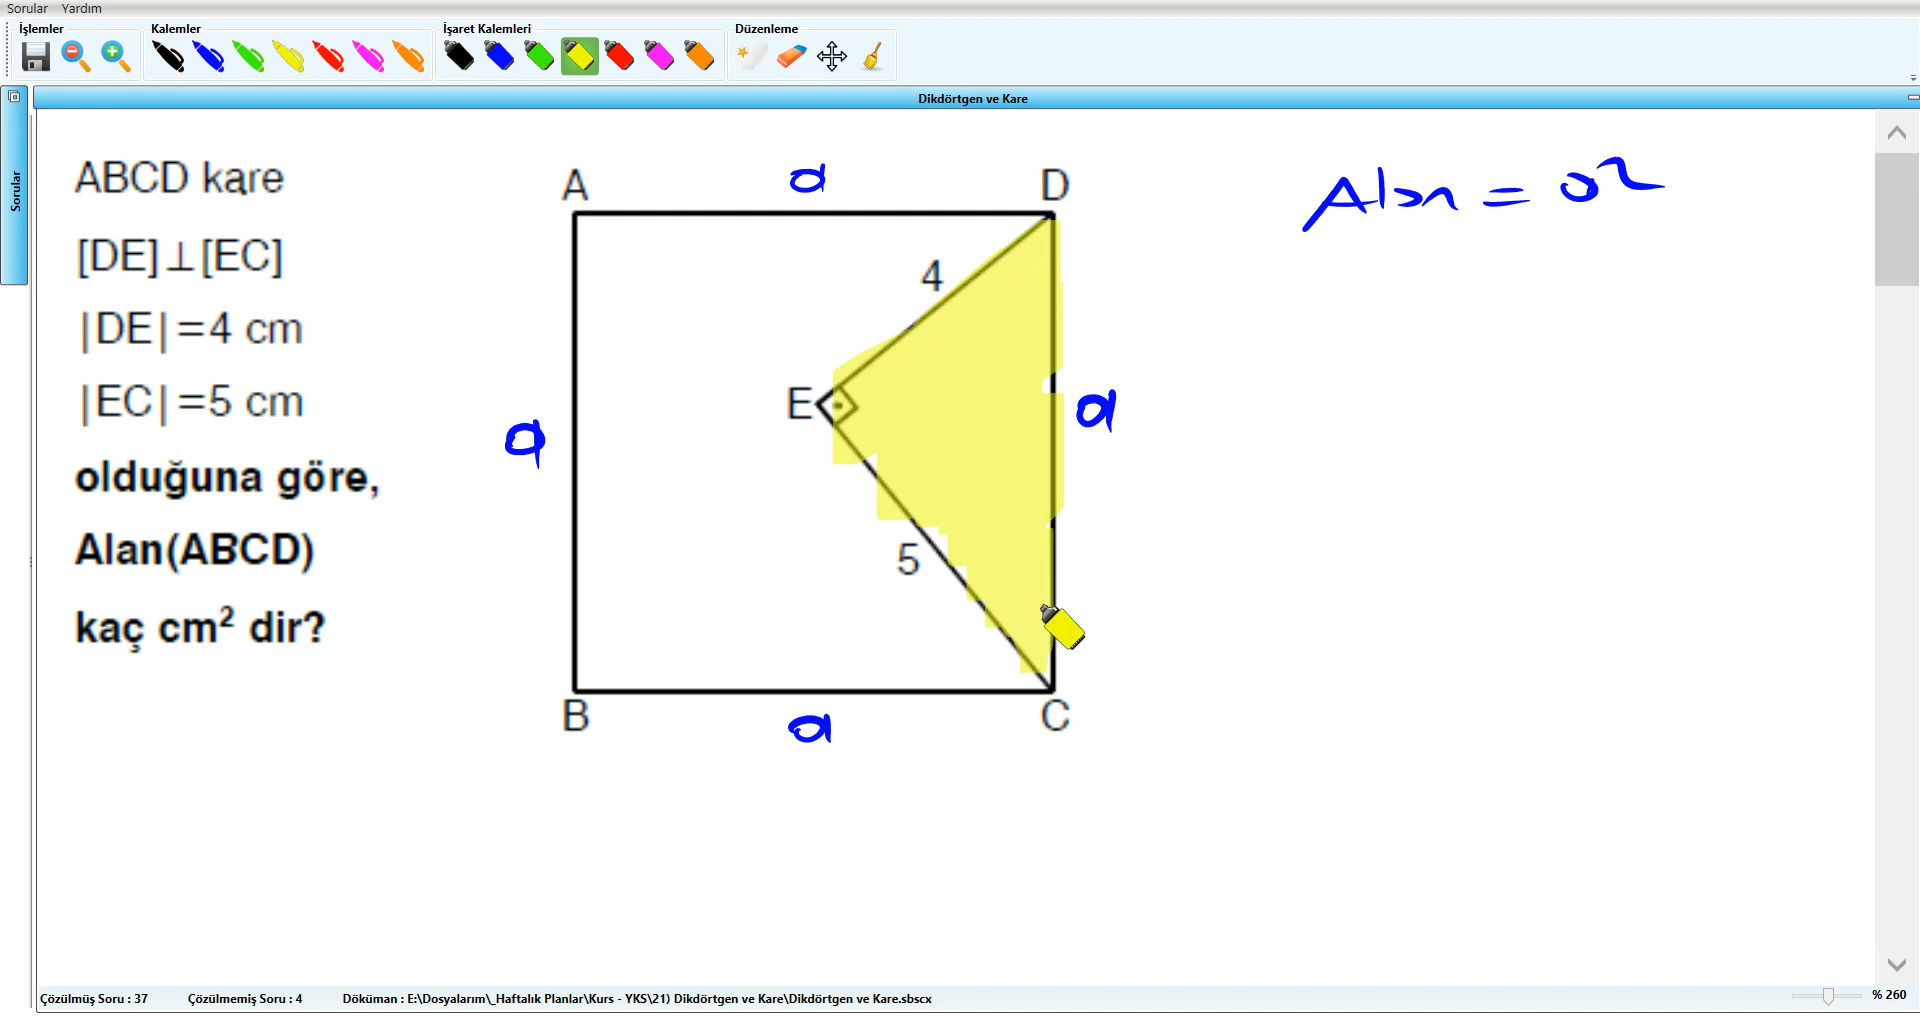 Sorular Yardım
İşlemler Kalemler İşaret Kalemleri Düzenleme
Sorular
Dikdörtgen ve Kare
ABCD kare
[DE]⊥[EC]
|DE|=4 cm
|EC|=5 cm
olduğuna göre,
Alan(ABCD)
kaç cm² dir?
A a D
4
E
a
a
5
B a C
Alan = a²
Çözülmüş Soru : 37 Çözülmemiş Soru : 4 Döküman : E:\Dosyalarım\_Haftalık Planlar\Kurs - YKS\21) Dikdörtgen ve Kare\Dikdörtgen ve Kare.sbscx % 260